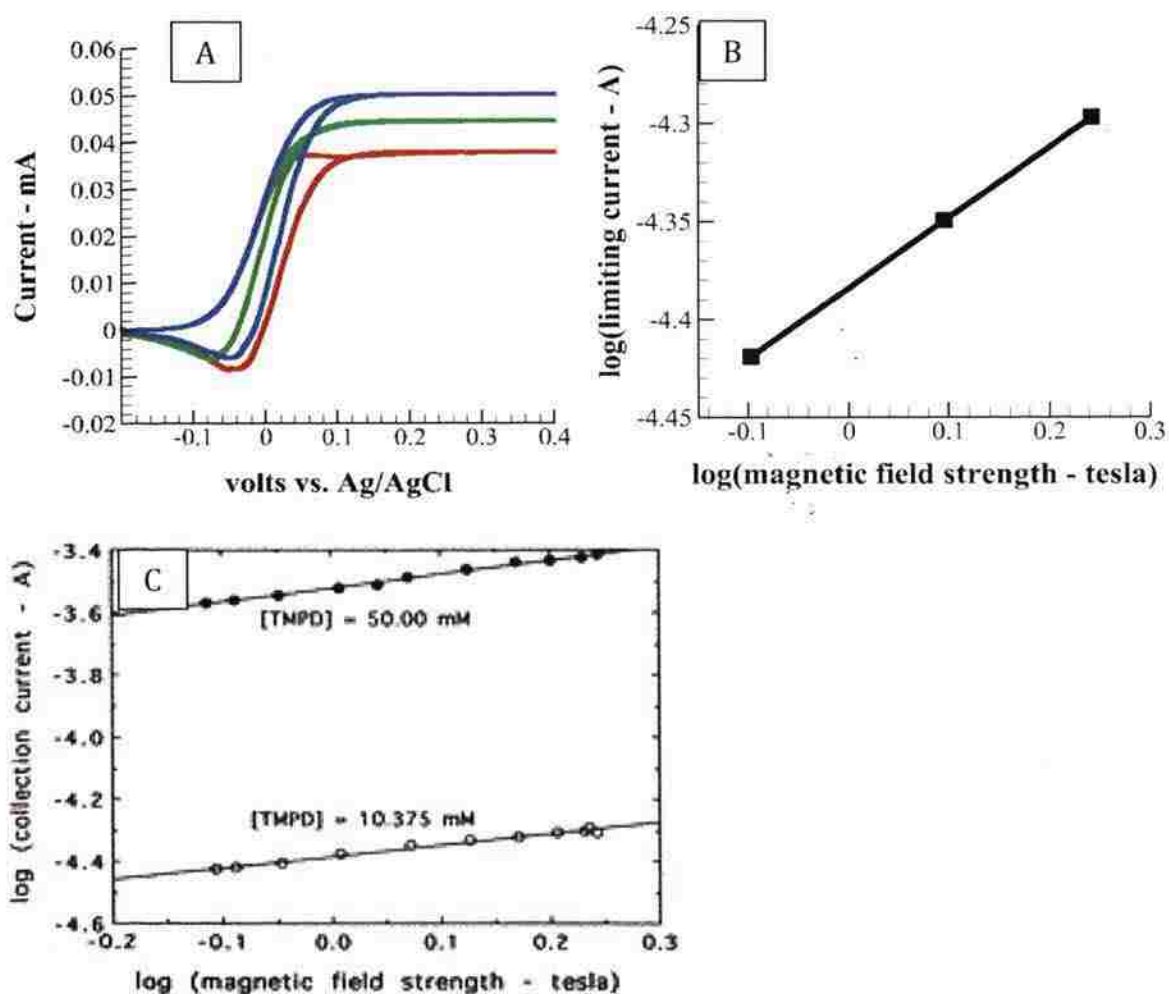 A
0.06
0.05
0.04
0.03
0.02
0.01
0
-0.01
-0.02
-0.1 0 0.1 0.2 0.3 0.4
Current - mA
volts vs. Ag/AgCl
B
-4.25
-4.3
-4.35
-4.4
-4.45
-0.1 0 0.1 0.2 0.3
log(limiting current - A)
log(magnetic field strength - tesla)
C
-3.4
-3.6
-3.8
-4.0
-4.2
-4.4
-4.6
[TMPD] = 50.00 mM
[TMPD] = 10.375 mM
-0.2 -0.1 0.0 0.1 0.2 0.3
log (collection current - A)
log (magnetic field strength - tesla)